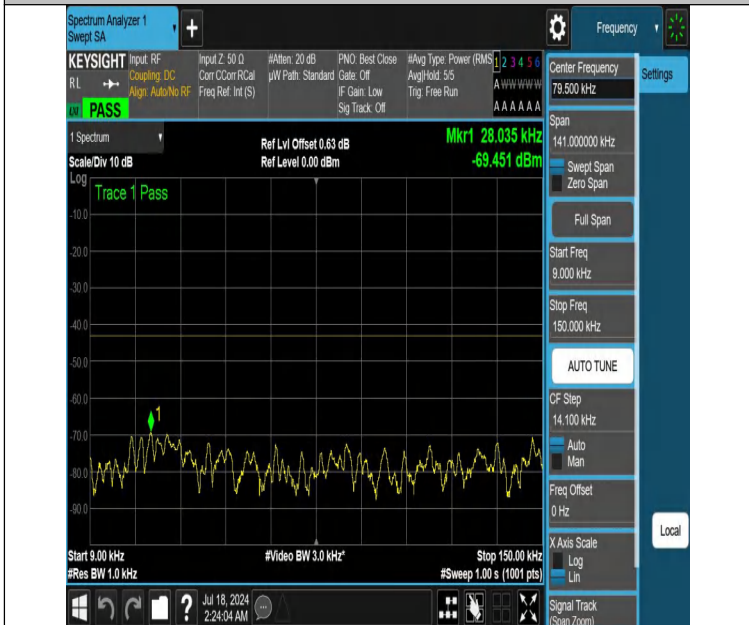 Spectrum Analyzer 1
Swept SA
Frequency
KEYSIGHT
RL
PASS
Input: RF
Coupling: DC
Align: Auto/No RF
Input Z: 50 Ω
Corr CCorr RCal
Freq Ref: Int (S)
#Atten: 20 dB
µW Path: Standard
PNO: Best Close
Gate: Off
IF Gain: Low
Sig Track: Off
#Avg Type: Power (RMS
Avg|Hold: 5/5
Trig: Free Run
1 2 3 4 5 6
A W W W W W
A A A A A A
1 Spectrum
Scale/Div 10 dB
Ref Lvl Offset 0.63 dB
Ref Level 0.00 dBm
Mkr1 28.035 kHz
-69.451 dBm
Log
Trace 1 Pass
-10.0
-20.0
-30.0
-40.0
-50.0
-60.0
-70.0
-80.0
-90.0
1
Start 9.00 kHz
#Res BW 1.0 kHz
#Video BW 3.0 kHz*
Stop 150.00 kHz
#Sweep 1.00 s (1001 pts)
Center Frequency
79.500 kHz
Settings
Span
141.000000 kHz
Swept Span
Zero Span
Full Span
Start Freq
9.000 kHz
Stop Freq
150.000 kHz
AUTO TUNE
CF Step
14.100 kHz
Auto
Man
Freq Offset
0 Hz
X Axis Scale
Log
Lin
Local
Signal Track
(Span Zoom)
?
Jul 18, 2024
2:24:04 AM